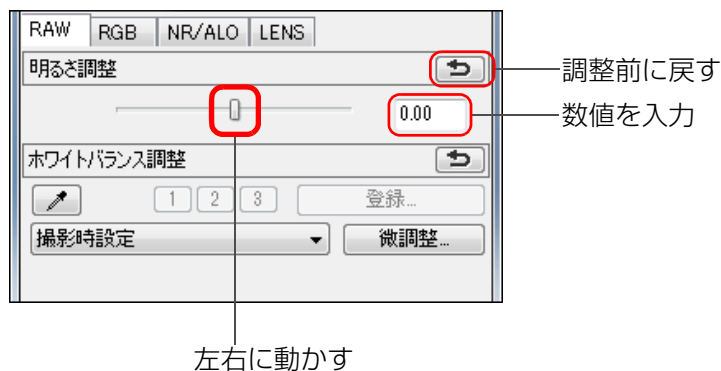 RAW RGB NR/ALO LENS
明るさ調整
調整前に戻す
0.00
数値を入力
ホワイトバランス調整
1 2 3 登録...
撮影時設定 微調整...
左右に動かす